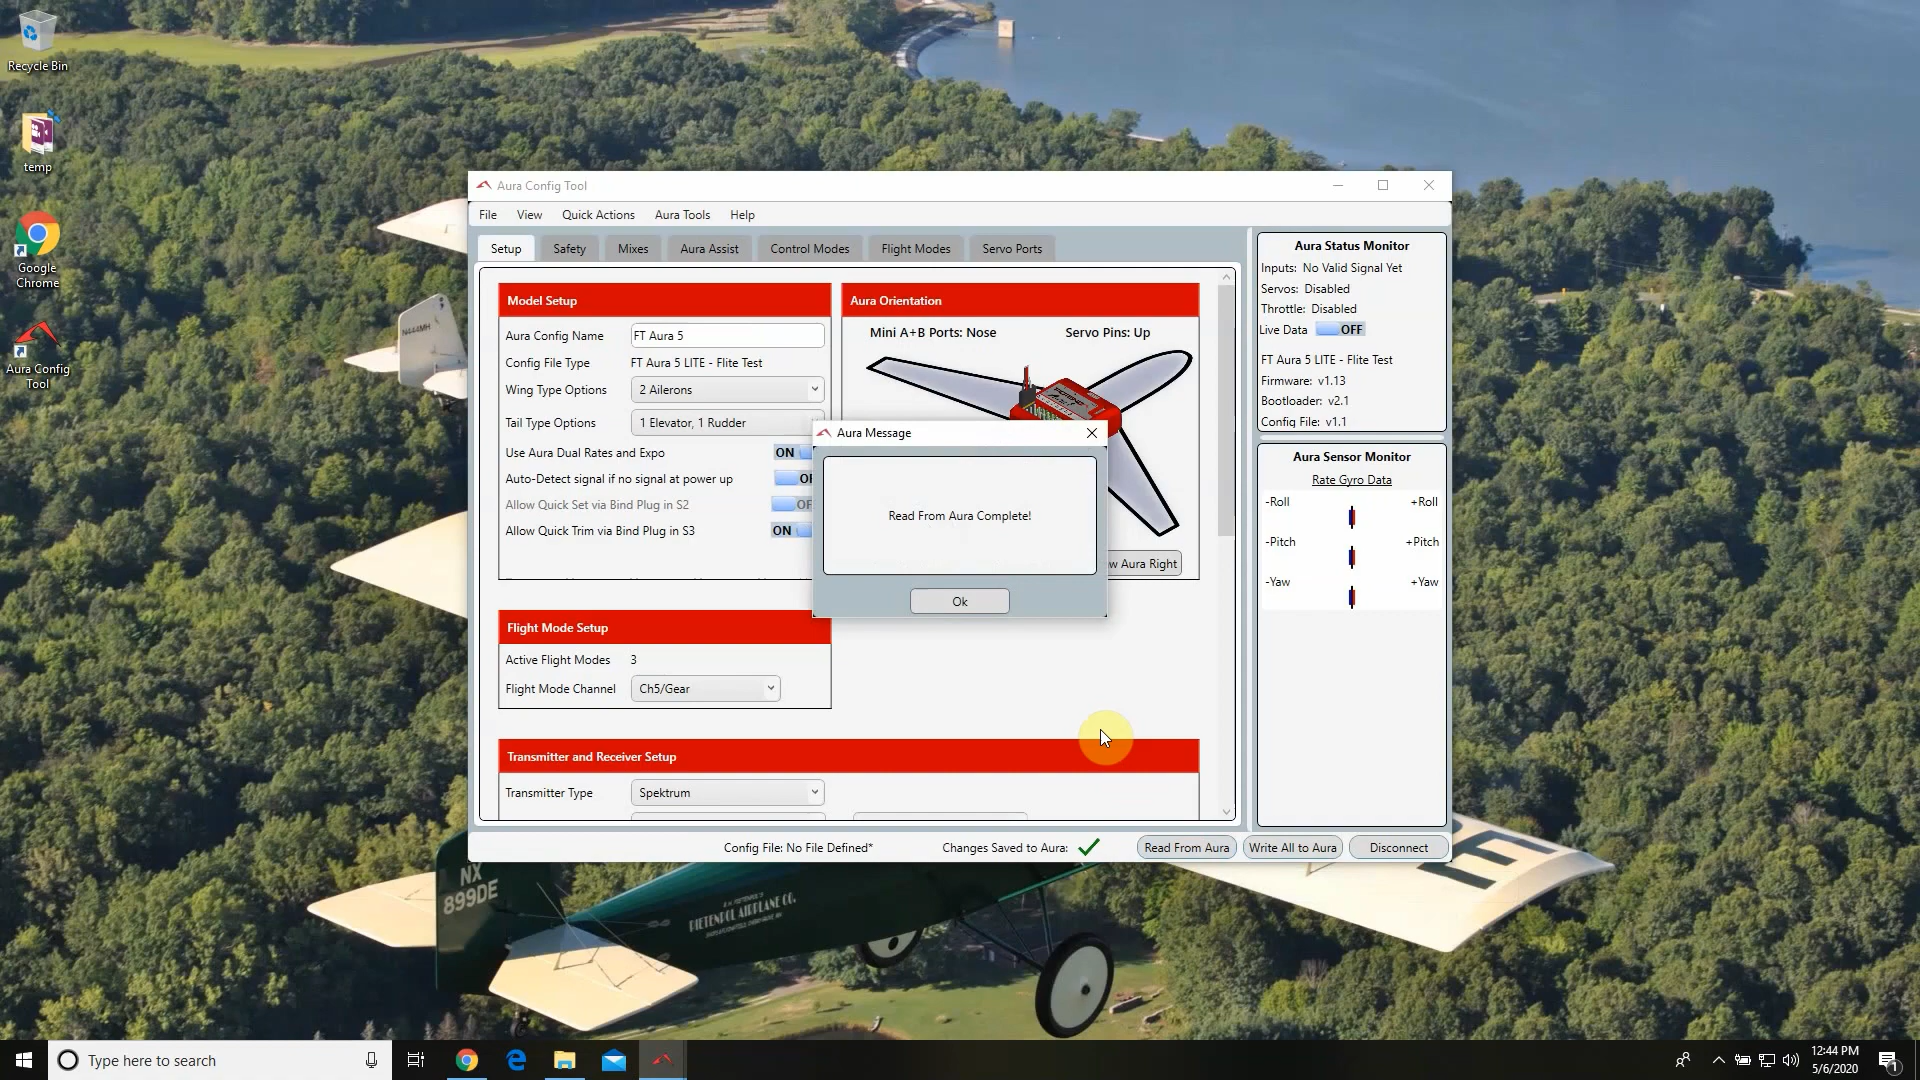 Recycle Bin
temp
Google
Chrome
Aura Config
Tool
Aura Config Tool
File View Quick Actions Aura Tools Help
Setup Safety Mixes Aura Assist Control Modes Flight Modes Servo Ports
Model Setup
Aura Config Name FT Aura 5
Config File Type FT Aura 5 LITE - Flite Test
Wing Type Options 2 Ailerons
Tail Type Options 1 Elevator, 1 Rudder
Use Aura Dual Rates and Expo ON
Auto-Detect signal if no signal at power up
Allow Quick Set via Bind Plug in S2
Allow Quick Trim via Bind Plug in S3 ON
Aura Orientation
Mini A+B Ports: Nose Servo Pins: Up
Aura Right
Aura Message
Read From Aura Complete!
Ok
Flight Mode Setup
Active Flight Modes 3
Flight Mode Channel Ch5/Gear
Transmitter and Receiver Setup
Transmitter Type Spektrum
Aura Status Monitor
Inputs: No Valid Signal Yet
Servos: Disabled
Throttle: Disabled
Live Data OFF
FT Aura 5 LITE - Flite Test
Firmware: v1.13
Bootloader: v2.1
Config File: v1.1
Aura Sensor Monitor
Rate Gyro Data
-Roll +Roll
-Pitch +Pitch
-Yaw +Yaw
Config File: No File Defined*
Changes Saved to Aura:
Read From Aura Write All to Aura Disconnect
N444MH
NX
899DE
PIETENPOL AIRPLANE CO.
Type here to search
12:44 PM
5/6/2020
1